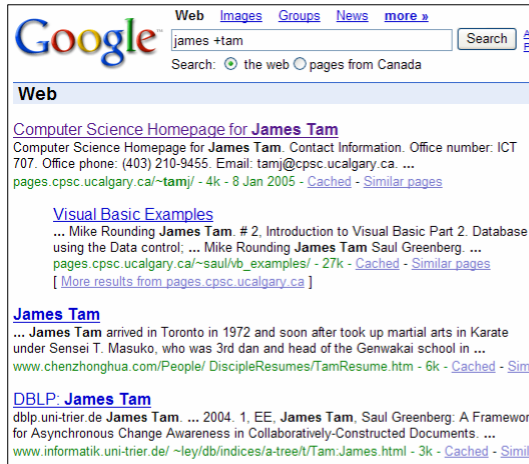 Web Images Groups News more »
Google™
james +tam Search
Search: the web pages from Canada
Web
Computer Science Homepage for James Tam
Computer Science Homepage for James Tam. Contact Information. Office number: ICT
707. Office phone: (403) 210-9455. Email: tamj@cpsc.ucalgary.ca. ...
pages.cpsc.ucalgary.ca/~tamj/ - 4k - 8 Jan 2005 - Cached - Similar pages
Visual Basic Examples
... Mike Rounding James Tam. # 2, Introduction to Visual Basic Part 2. Database
using the Data control; ... Mike Rounding James Tam Saul Greenberg. ...
pages.cpsc.ucalgary.ca/~saul/vb_examples/ - 27k - Cached - Similar pages
[ More results from pages.cpsc.ucalgary.ca ]
James Tam
... James Tam arrived in Toronto in 1972 and soon after took up martial arts in Karate
under Sensei T. Masuko, who was 3rd dan and head of the Genwakai school in ...
www.chenzhonghua.com/People/ DiscipleResumes/TamResume.htm - 6k - Cached - Sim
DBLP: James Tam
dblp.uni-trier.de James Tam. ... 2004. 1, EE, James Tam, Saul Greenberg: A Framewor
for Asynchronous Change Awareness in Collaboratively-Constructed Documents. ...
www.informatik.uni-trier.de/ ~ley/db/indices/a-tree/t/Tam:James.html - 3k - Cached - Simil